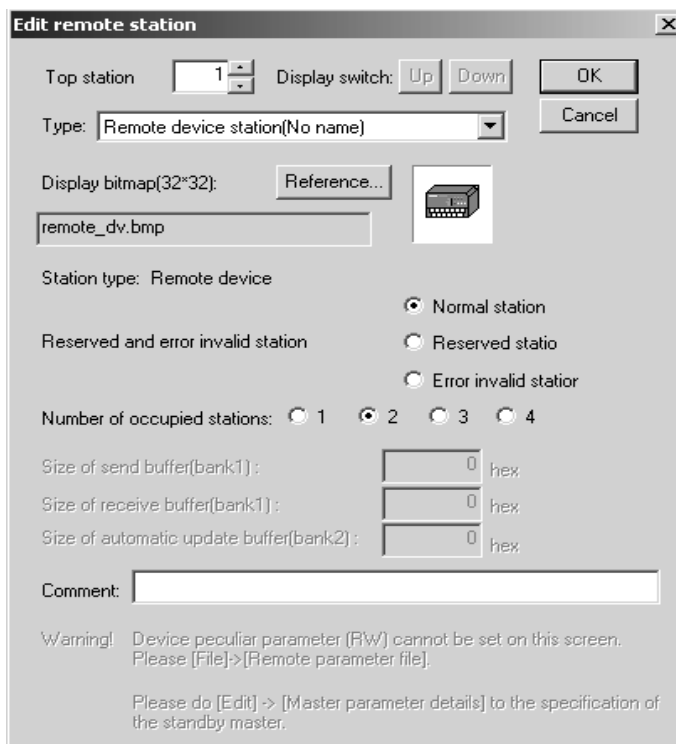 Edit remote station
Top station 1 Display switch: Up Down OK
Type: Remote device station(No name) Cancel
Display bitmap(32*32): Reference...
remote_dv.bmp
Station type: Remote device
Normal station
Reserved and error invalid station Reserved statio
Error invalid statior
Number of occupied stations: 1 2 3 4
Size of send buffer(bank1) : 0 hex
Size of receive buffer(bank1) : 0 hex
Size of automatic update buffer(bank2) : 0 hex
Comment:
Warning! Device peculiar parameter (RW) cannot be set on this screen.
Please [File]->[Remote parameter file].
Please do [Edit] -> [Master parameter details] to the specification of
the standby master.